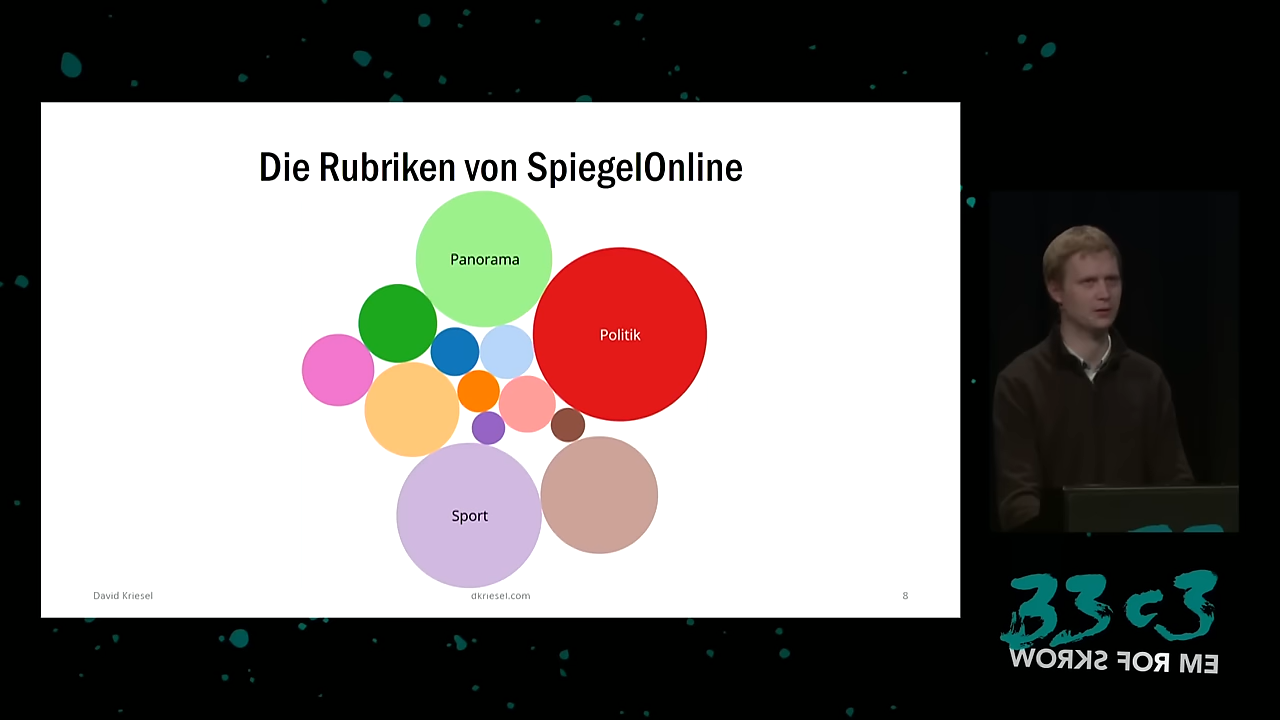 Die Rubriken von SpiegelOnline
Panorama
Politik
Sport
David Kriesel
dkriesel.com
8
33c3
WORKS FOR ME